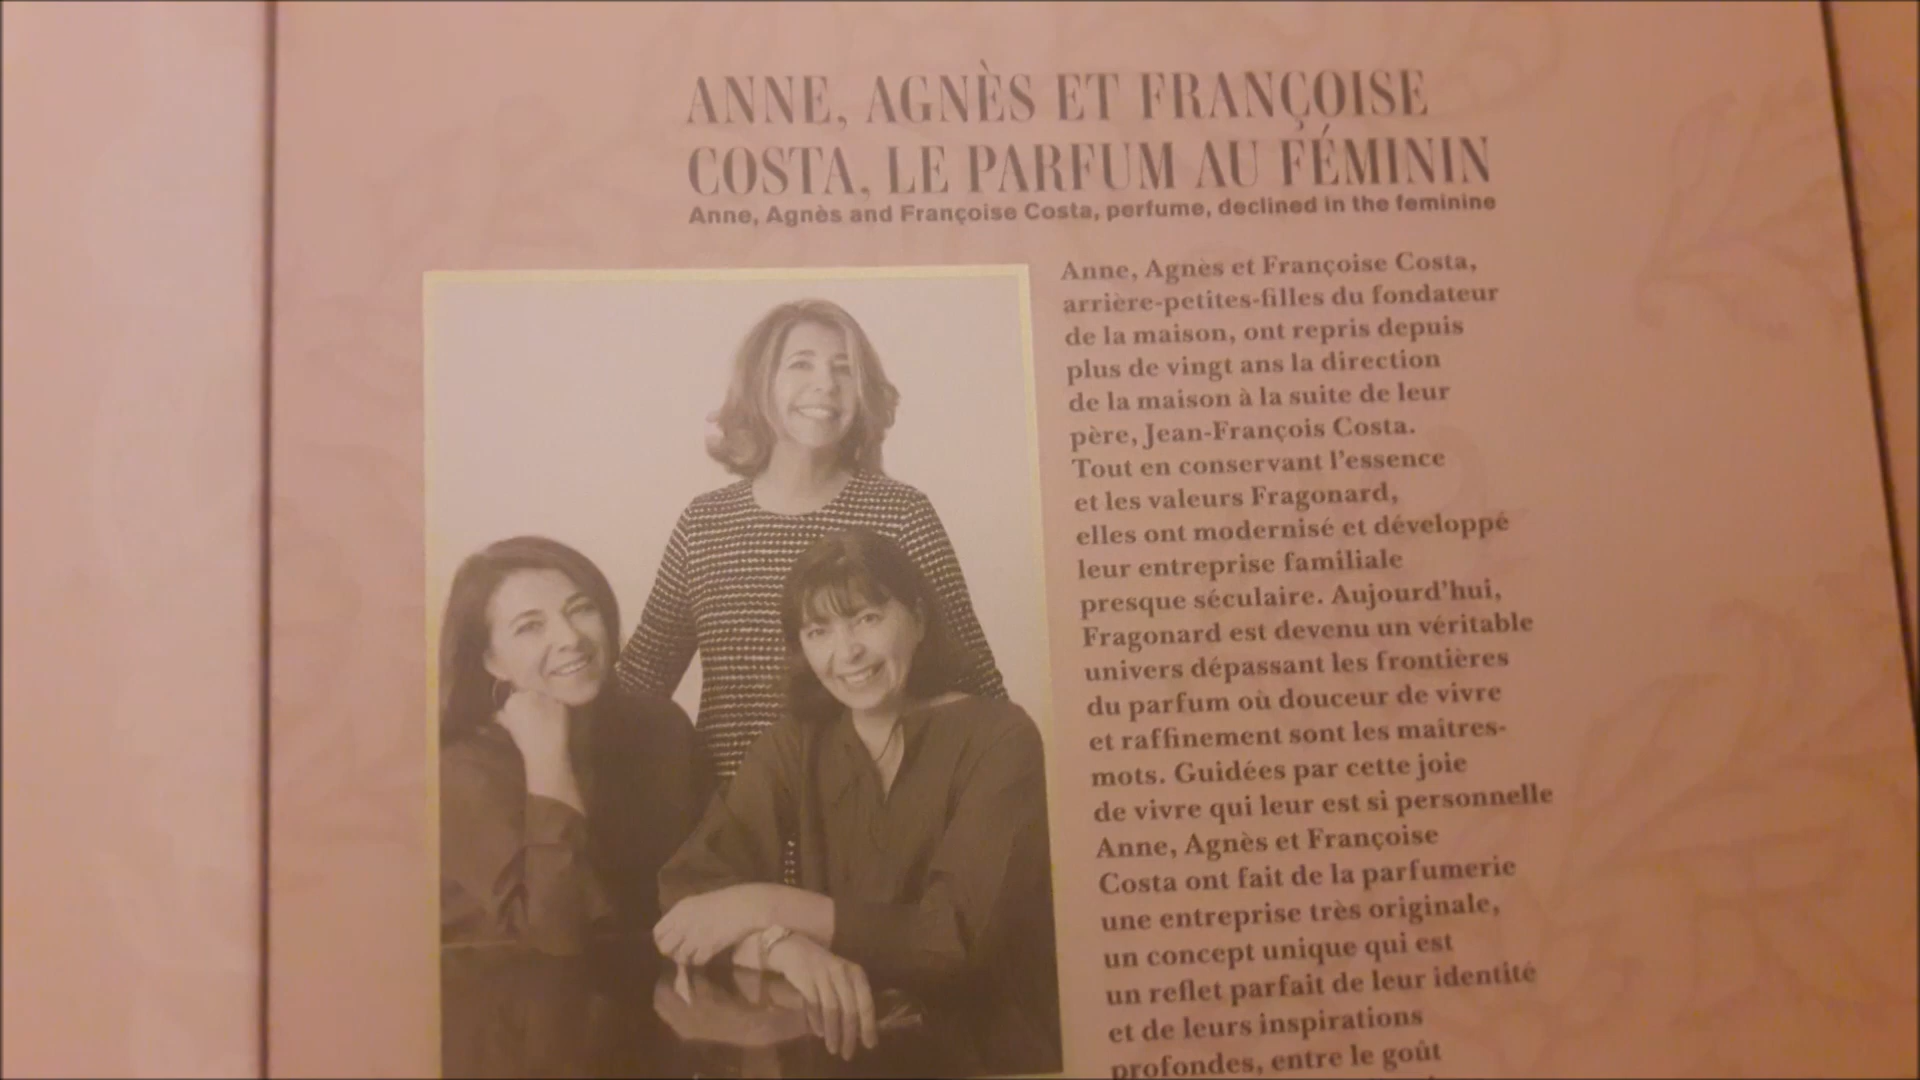 ANNE, AGNÈS ET FRANÇOISE
COSTA, LE PARFUM AU FÉMININ
Anne, Agnès and Françoise Costa, perfume, declined in the feminine
Anne, Agnès et Françoise Costa,
arrière-petites-filles du fondateur
de la maison, ont repris depuis
plus de vingt ans la direction
de la maison à la suite de leur
père, Jean-François Costa.
Tout en conservant l'essence
et les valeurs Fragonard,
elles ont modernisé et développé
leur entreprise familiale
presque séculaire. Aujourd'hui,
Fragonard est devenu un véritable
univers dépassant les frontières
du parfum où douceur de vivre
et raffinement sont les maîtres-
mots. Guidées par cette joie
de vivre qui leur est si personnelle
Anne, Agnès et Françoise
Costa ont fait de la parfumerie
une entreprise très originale,
un concept unique qui est
un reflet parfait de leur identité
et de leurs inspirations
profondes, entre le goût